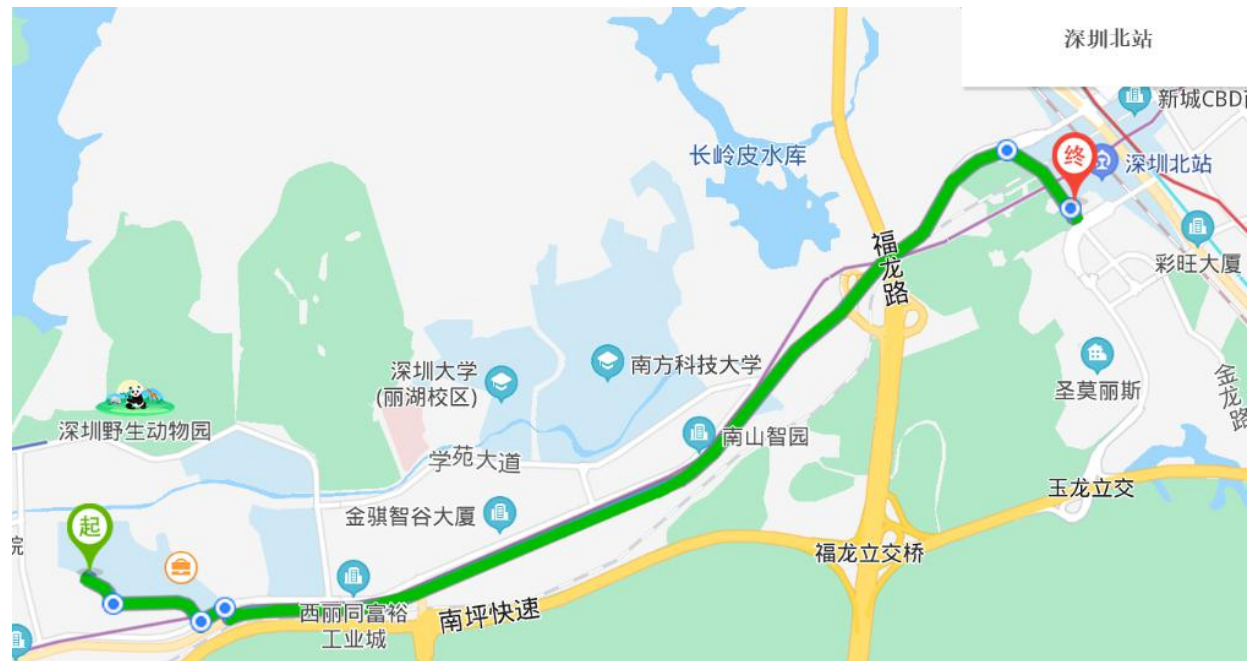 深圳北站
新城CBD商
长岭皮水库
终
深圳北站
福龙路
彩旺大厦
南方科技大学
深圳大学
(丽湖校区)
圣莫丽斯
金龙路
深圳野生动物园
南山智园
学苑大道
玉龙立交
金骐智谷大厦
起
院
福龙立交桥
西丽同富裕
工业城
南坪快速